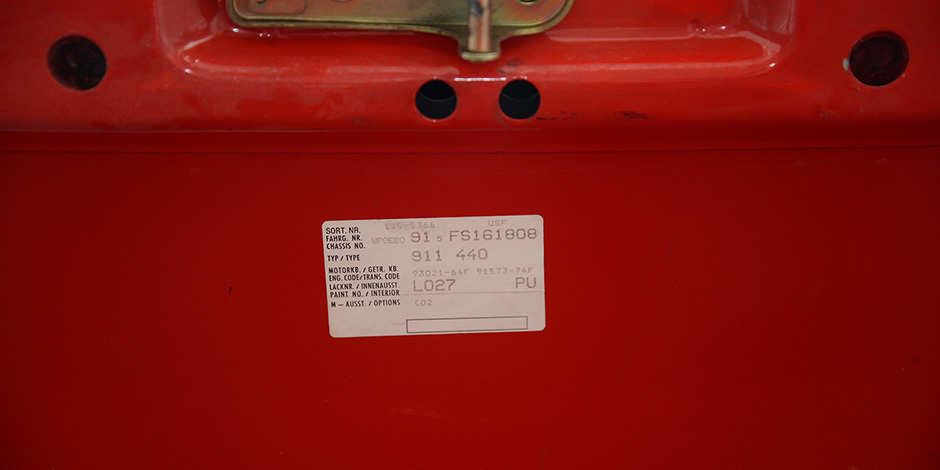 USF
SORT. NR.
FAHRG. NR.
CHASSIS NO. WPOEBO 91 5 FS161808
TYP / TYPE 911 440
MOTORKB. / GETR. KB.
ENG. CODE/TRANS. CODE 93D21-64F 91573-74F
LACKNR. / INNENAUSST.
PAINT NO. / INTERIOR L027 PU
M – AUSST. / OPTIONS C02